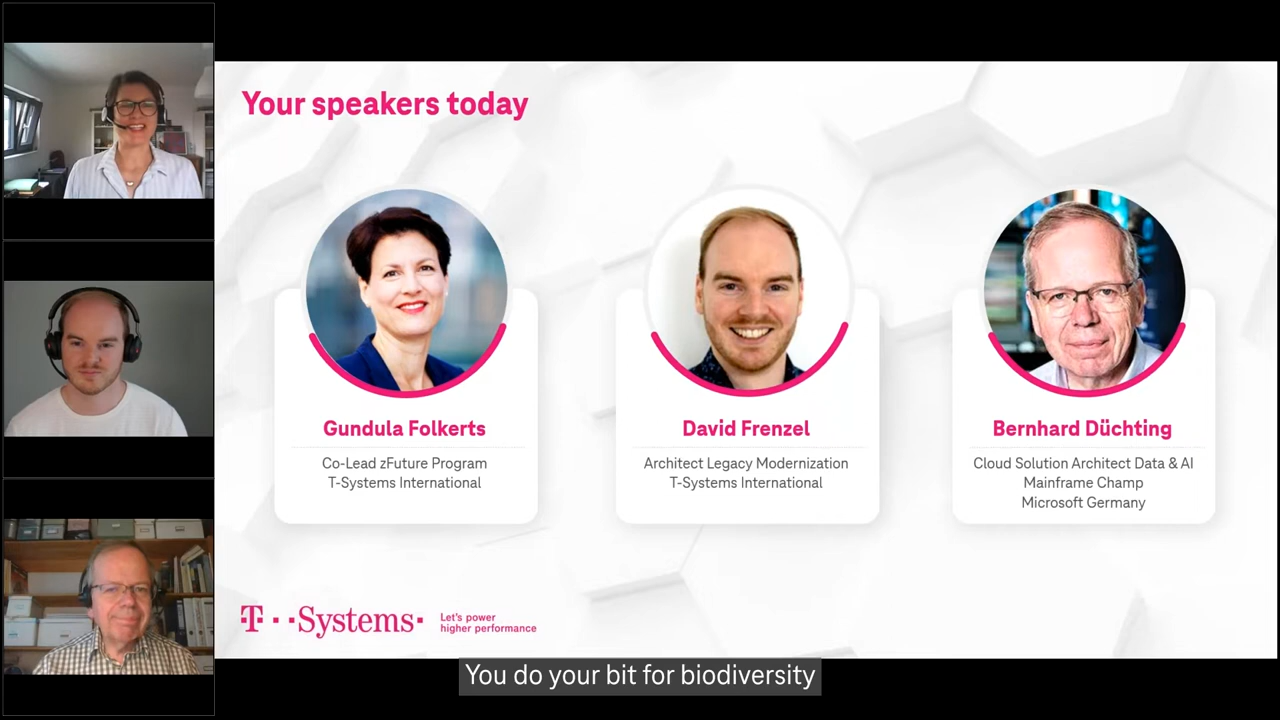 Your speakers today
Gundula Folkerts
Co-Lead zFuture Program
T-Systems International
David Frenzel
Architect Legacy Modernization
T-Systems International
Bernhard Düchting
Cloud Solution Architect Data & AI
Mainframe Champ
Microsoft Germany
T · · Systems ·
Let's power
higher performance
You do your bit for biodiversity